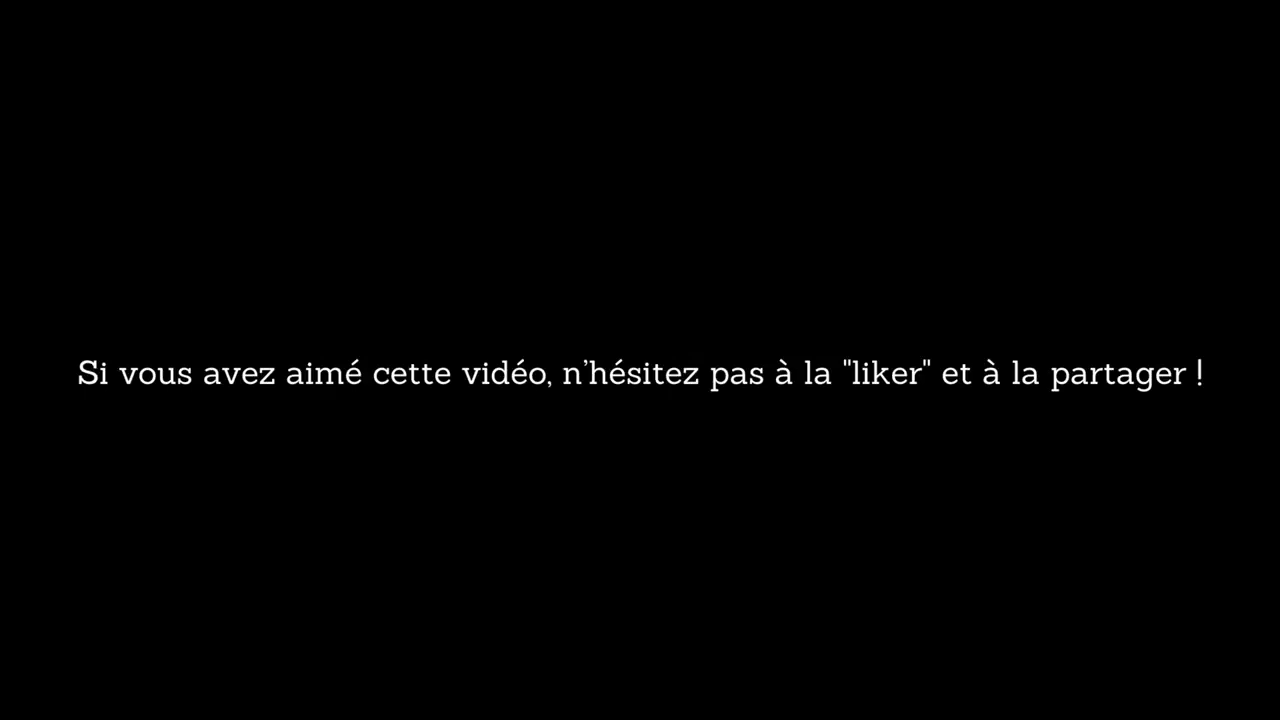 Si vous avez aimé cette vidéo, n’hésitez pas à la "liker" et à la partager !